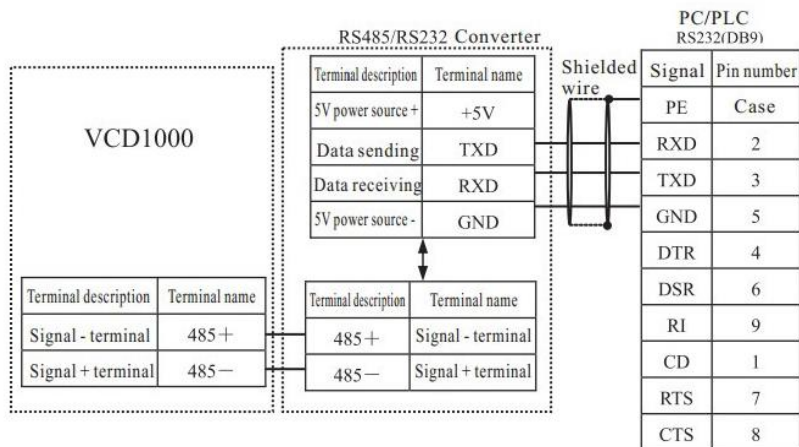 PC/PLC
RS232(DB9)
RS485/RS232 Converter
Shielded
wire
VCD1000
Terminal description Terminal name
5V power source + +5V
Data sending TXD
Data receiving RXD
5V power source - GND
Signal Pin number
PE Case
RXD 2
TXD 3
GND 5
DTR 4
DSR 6
RI 9
CD 1
RTS 7
CTS 8
Terminal description Terminal name
Signal - terminal 485+
Signal + terminal 485-
Terminal description Terminal name
485+ Signal - terminal
485- Signal + terminal